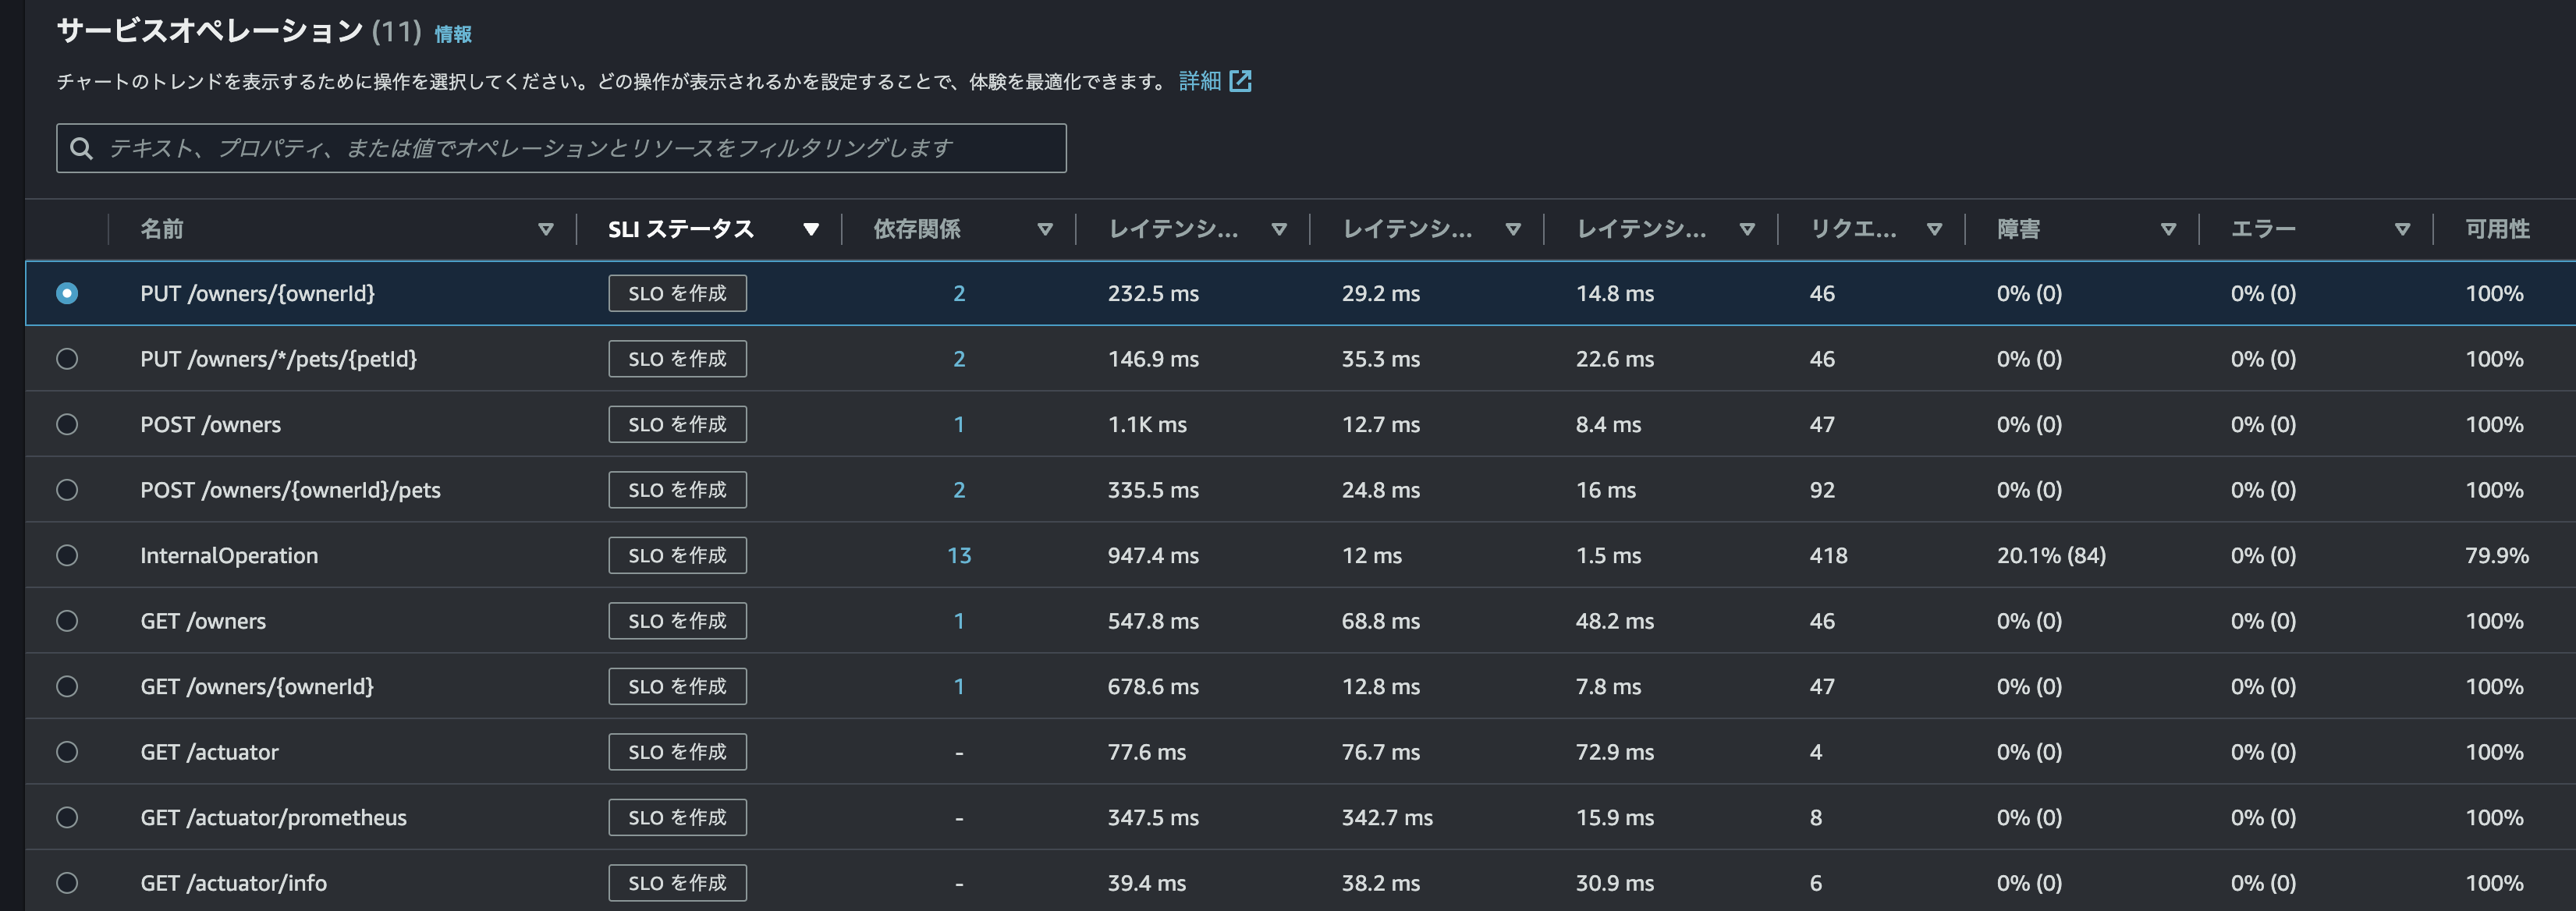 サービスオペレーション (11) 情報
チャートのトレンドを表示するために操作を選択してください。どの操作が表示されるかを設定することで、体験を最適化できます。 詳細
テキスト、プロパティ、または値でオペレーションとリソースをフィルタリングします
名前 SLI ステータス 依存関係 レイテンシ... レイテンシ... レイテンシ... リクエ... 障害 エラー 可用性
PUT /owners/{ownerId} SLO を作成 2 232.5 ms 29.2 ms 14.8 ms 46 0% (0) 0% (0) 100%
PUT /owners/*/pets/{petId} SLO を作成 2 146.9 ms 35.3 ms 22.6 ms 46 0% (0) 0% (0) 100%
POST /owners SLO を作成 1 1.1K ms 12.7 ms 8.4 ms 47 0% (0) 0% (0) 100%
POST /owners/{ownerId}/pets SLO を作成 2 335.5 ms 24.8 ms 16 ms 92 0% (0) 0% (0) 100%
InternalOperation SLO を作成 13 947.4 ms 12 ms 1.5 ms 418 20.1% (84) 0% (0) 79.9%
GET /owners SLO を作成 1 547.8 ms 68.8 ms 48.2 ms 46 0% (0) 0% (0) 100%
GET /owners/{ownerId} SLO を作成 1 678.6 ms 12.8 ms 7.8 ms 47 0% (0) 0% (0) 100%
GET /actuator SLO を作成 - 77.6 ms 76.7 ms 72.9 ms 4 0% (0) 0% (0) 100%
GET /actuator/prometheus SLO を作成 - 347.5 ms 342.7 ms 15.9 ms 8 0% (0) 0% (0) 100%
GET /actuator/info SLO を作成 - 39.4 ms 38.2 ms 30.9 ms 6 0% (0) 0% (0) 100%